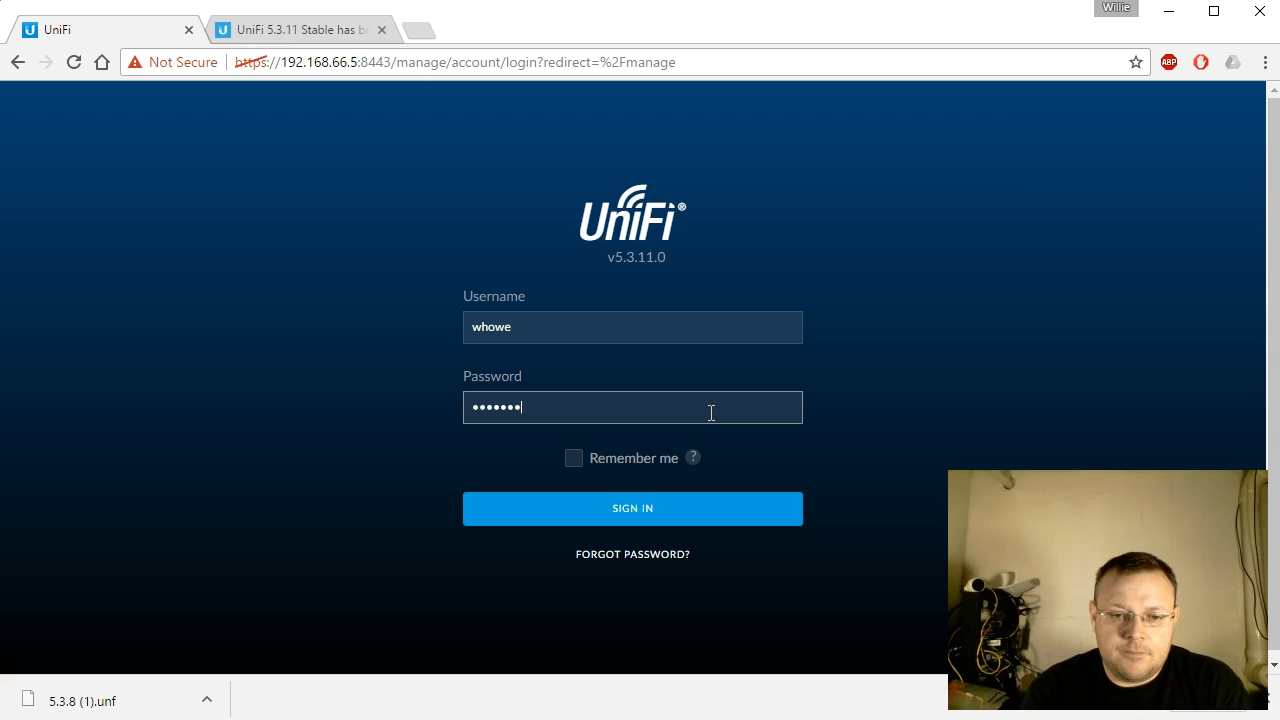 Willie
UniFi
UniFi 5.3.11 Stable has b
Not Secure
https://192.168.66.5:8443/manage/account/login?redirect=%2Fmanage
ABP
UniFi®
v5.3.11.0
Username
whowe
Password
•••••••
Remember me ?
SIGN IN
FORGOT PASSWORD?
5.3.8 (1).unf